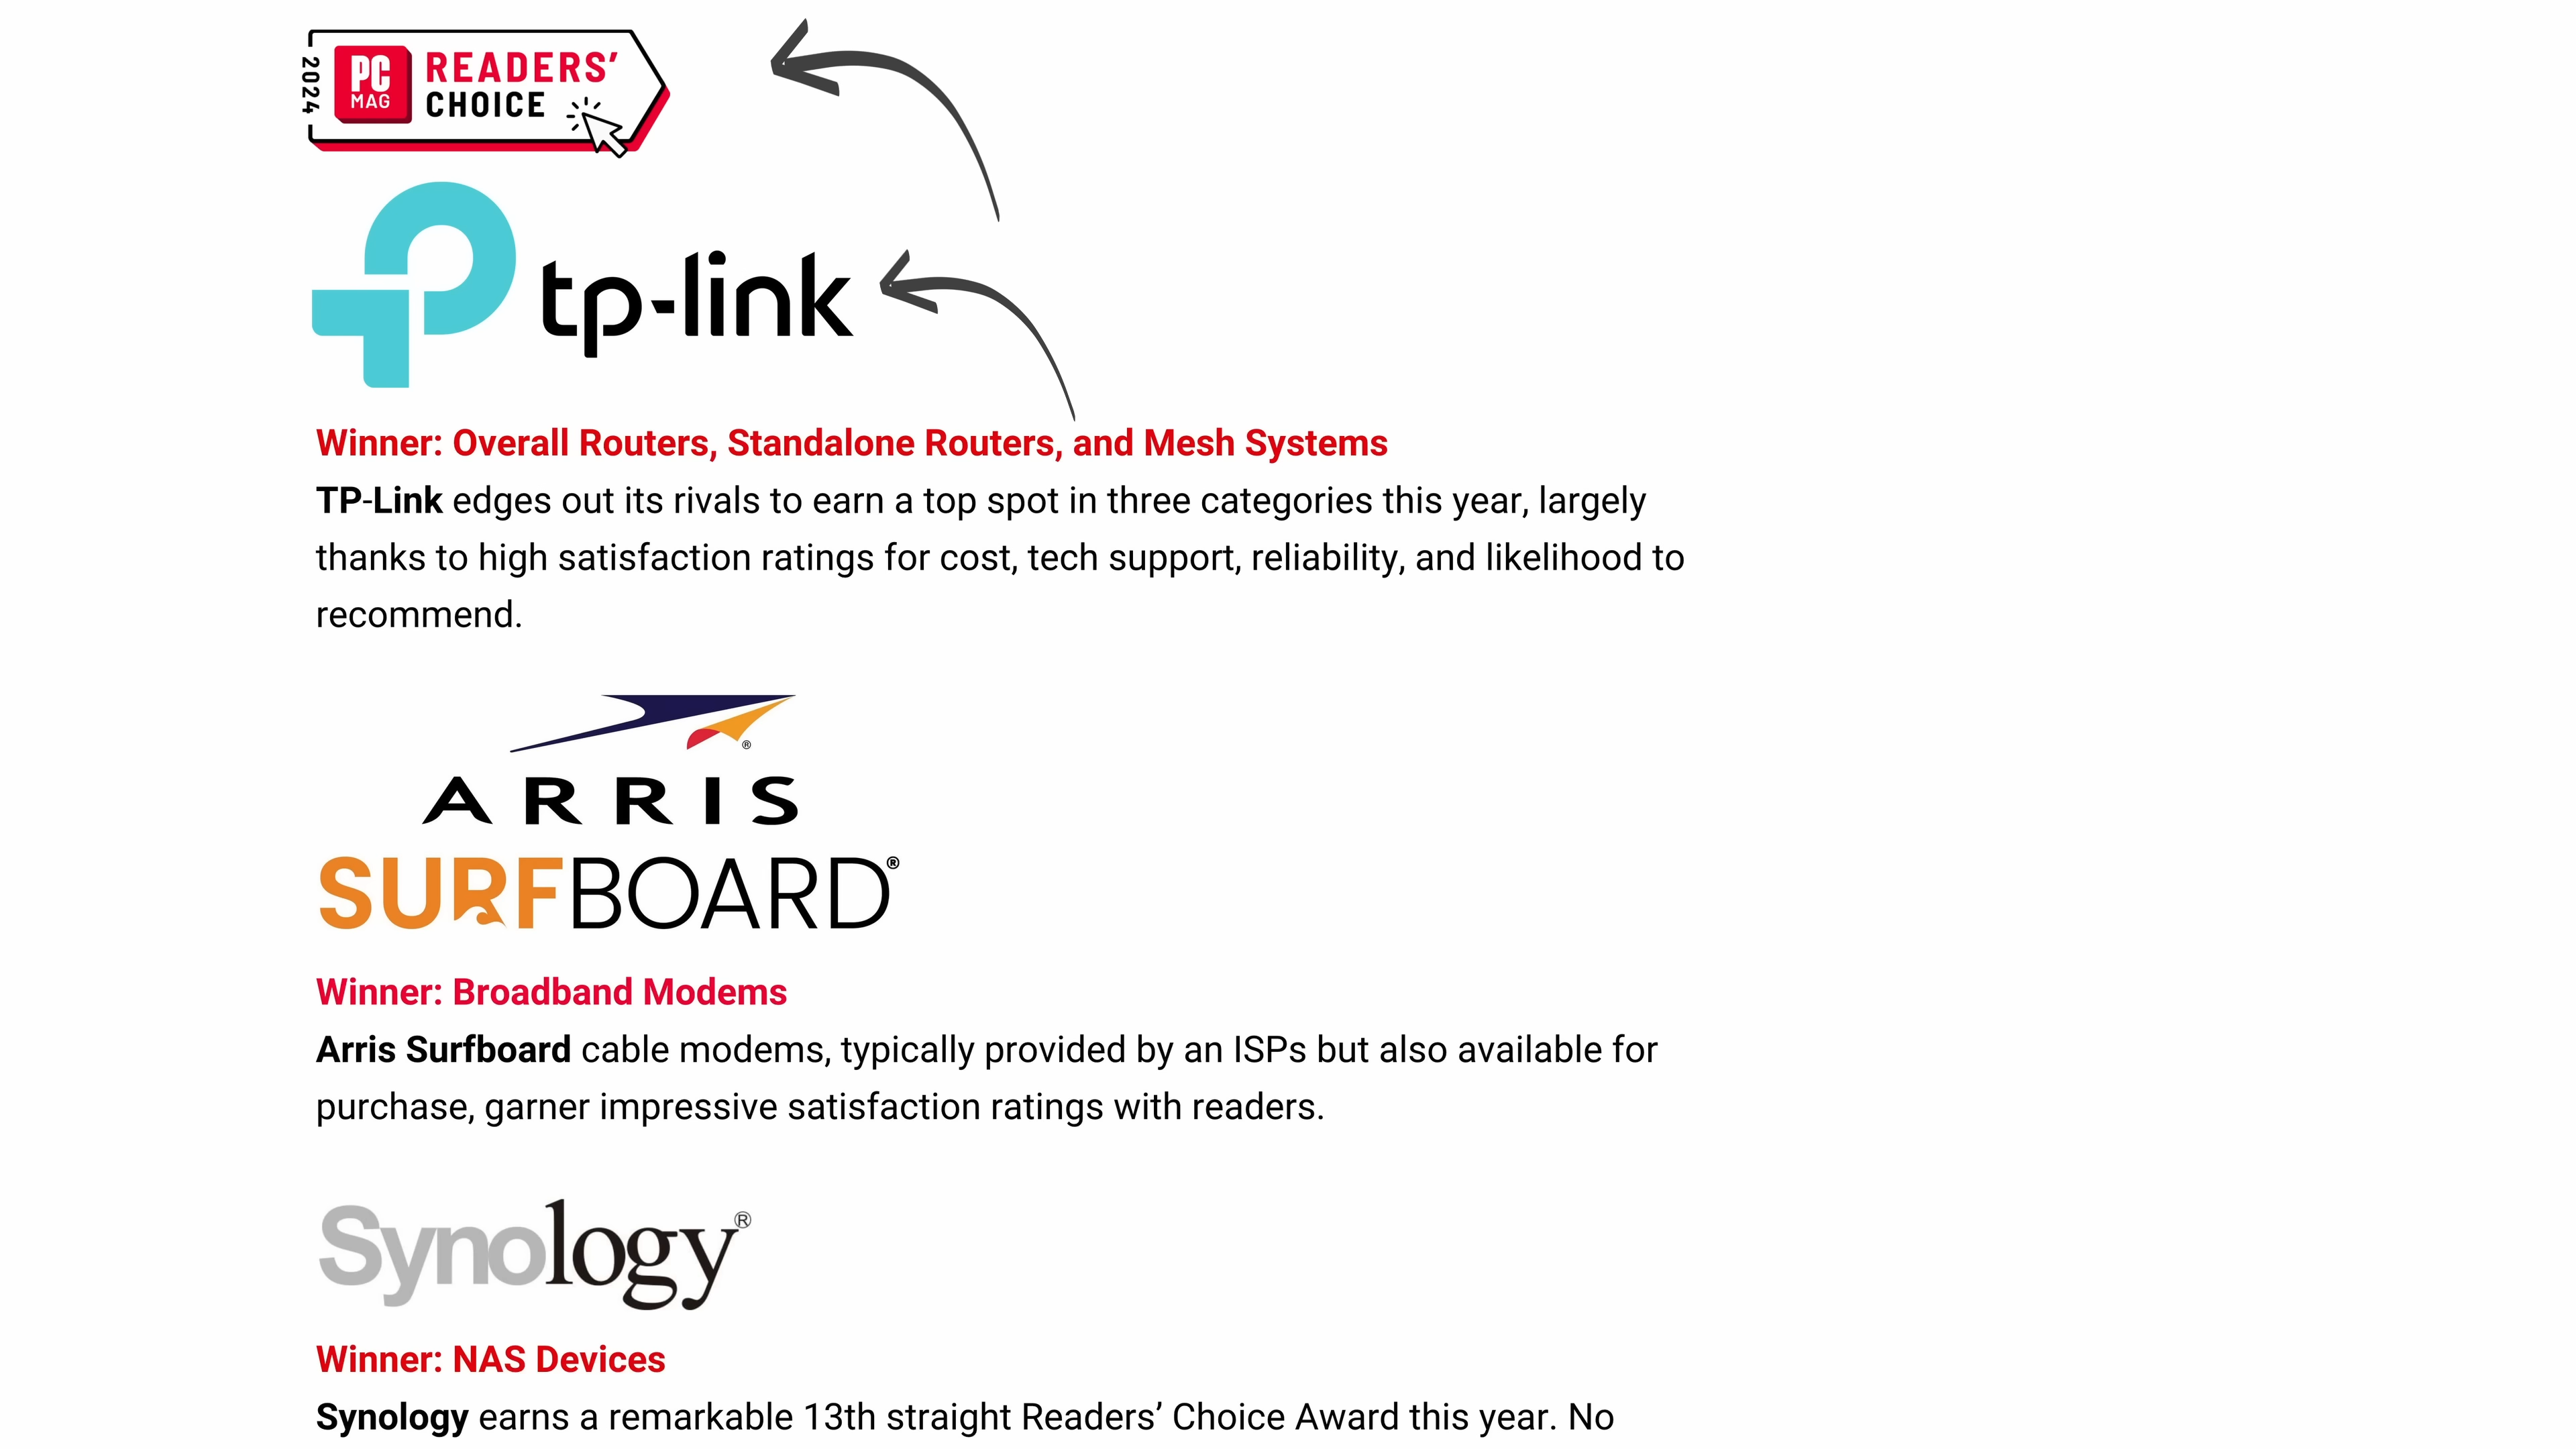 2024
PC
MAG
READERS’
CHOICE
tp-link
Winner: Overall Routers, Standalone Routers, and Mesh Systems
TP-Link edges out its rivals to earn a top spot in three categories this year, largely
thanks to high satisfaction ratings for cost, tech support, reliability, and likelihood to
recommend.
®
ARRIS
SURFBOARD®
Winner: Broadband Modems
Arris Surfboard cable modems, typically provided by an ISPs but also available for
purchase, garner impressive satisfaction ratings with readers.
Synology®
Winner: NAS Devices
Synology earns a remarkable 13th straight Readers’ Choice Award this year. No